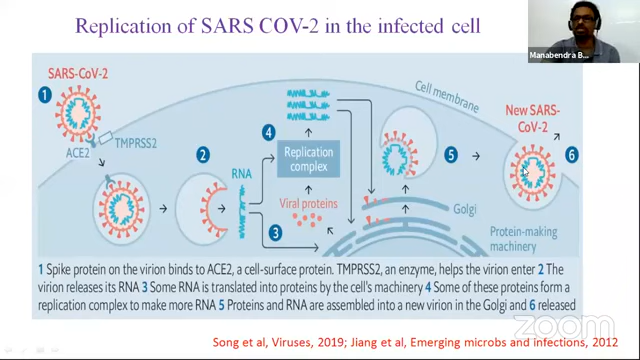 Replication of SARS COV-2 in the infected cell
Manabendra B...
SARS-CoV-2
1
ACE2
TMPRSS2
2
RNA
4
Replication
complex
Viral proteins
3
Cell membrane
Golgi
5
New SARS-
CoV-2
6
Protein-making
machinery
1 Spike protein on the virion binds to ACE2, a cell-surface protein. TMPRSS2, an enzyme, helps the virion enter 2 The
virion releases its RNA 3 Some RNA is translated into proteins by the cell's machinery 4 Some of these proteins form a
replication complex to make more RNA 5 Proteins and RNA are assembled into a new virion in the Golgi and 6 released
zoom
Song et al, Viruses, 2019; Jiang et al, Emerging microbs and infections, 2012